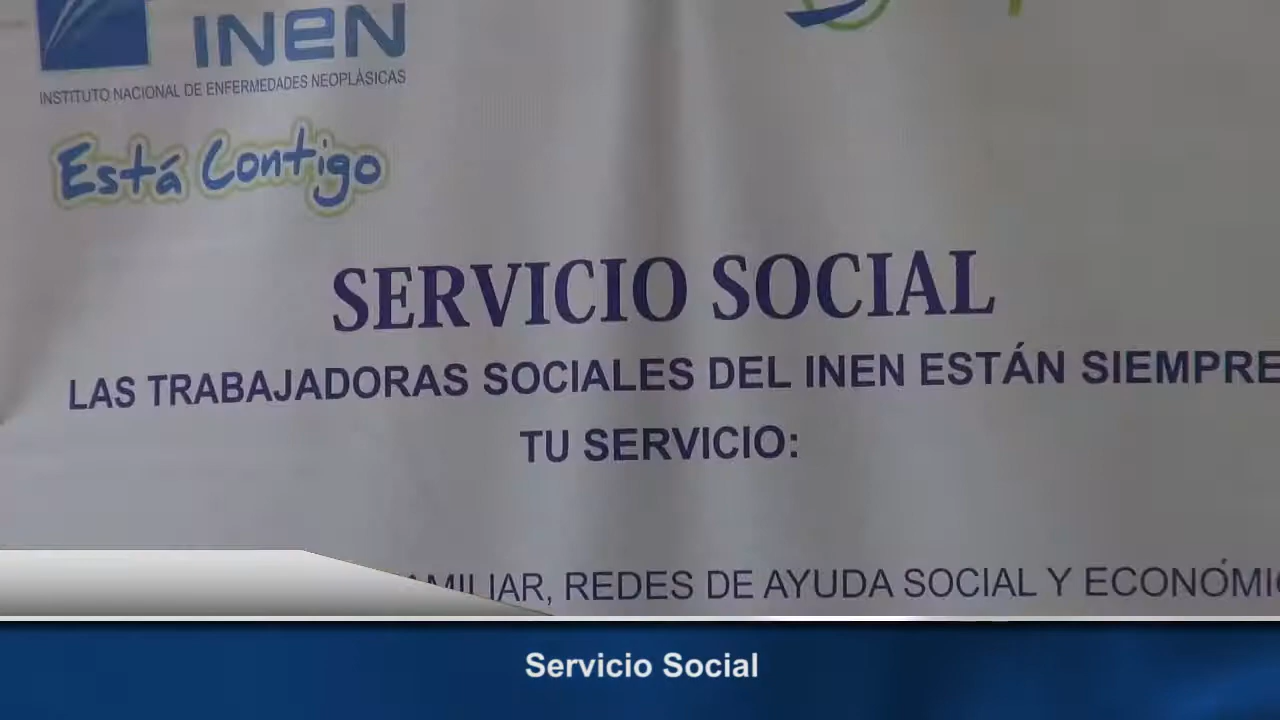 INEN
INSTITUTO NACIONAL DE ENFERMEDADES NEOPLÁSICAS
Está Contigo
SERVICIO SOCIAL
LAS TRABAJADORAS SOCIALES DEL INEN ESTÁN SIEMPRE
TU SERVICIO:
REDES DE AYUDA SOCIAL Y
Servicio Social